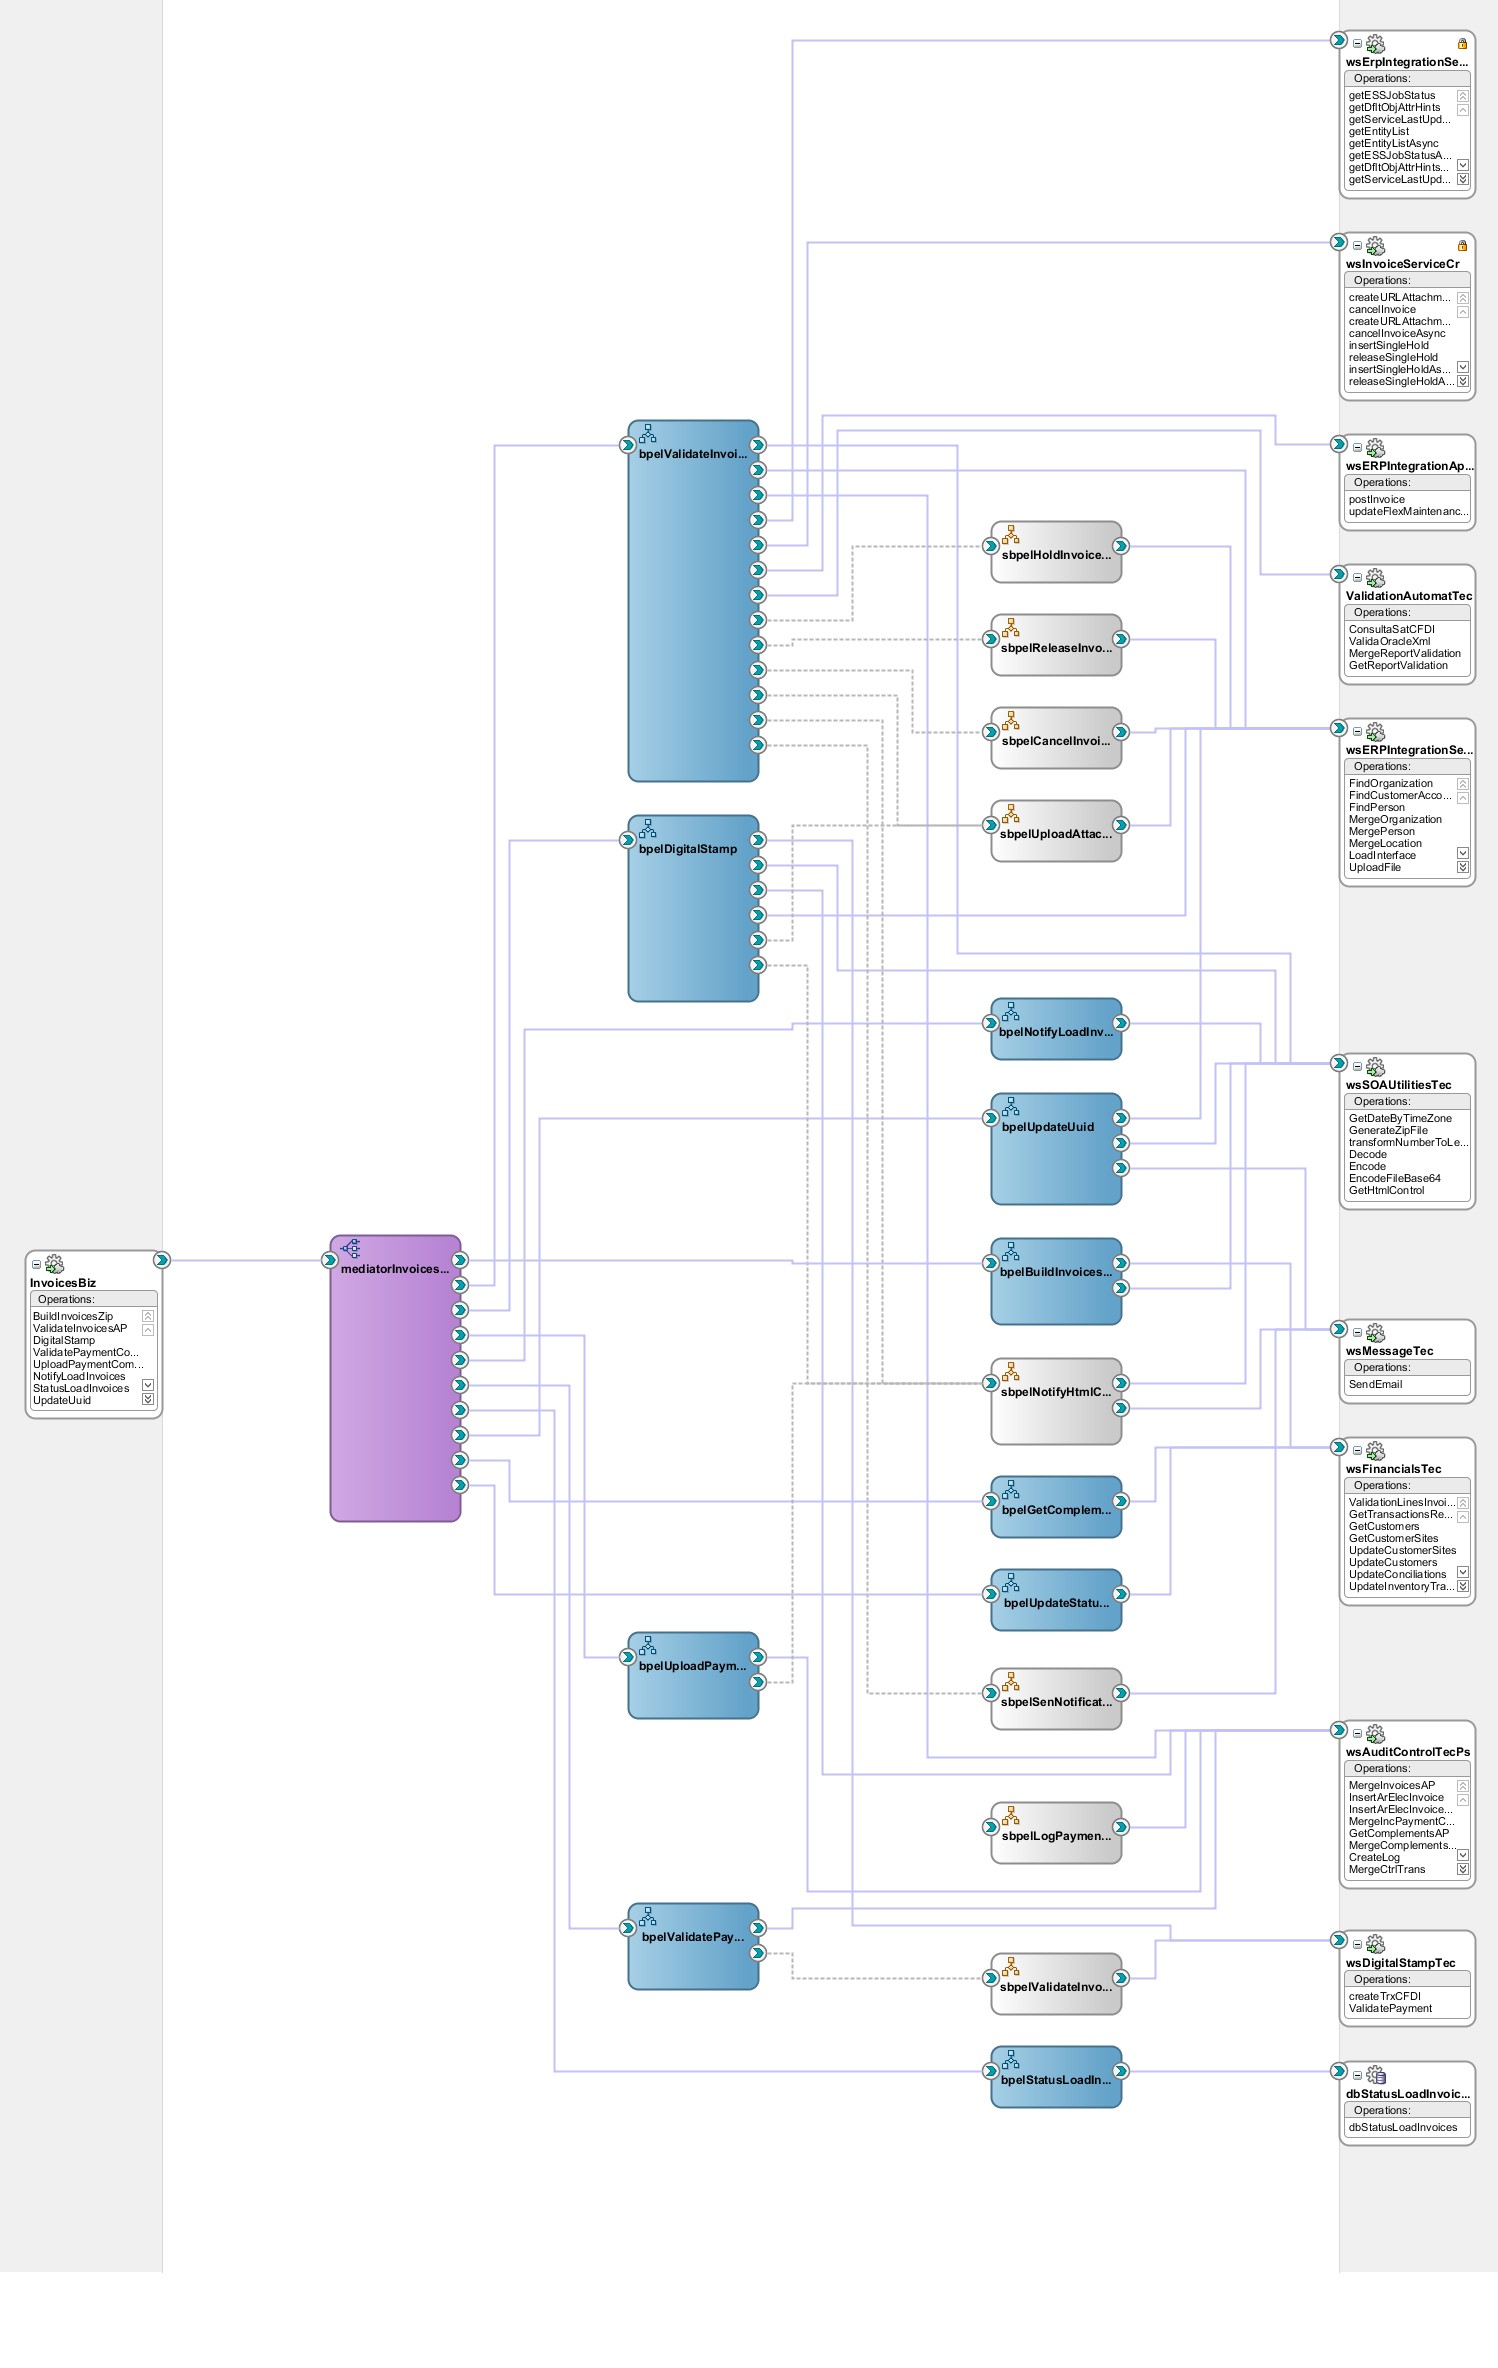 wsErpIntegrationSe...
Operations:
getESSJobStatus
getDfltObjAttrHints
getServiceLastUpd...
getEntityList
getEntityListAsync
getESSJobStatusA...
getDfltObjAttrHints...
getServiceLastUpd...
wsInvoiceServiceCr
Operations:
createURLAttachm...
cancelInvoice
createURLAttachm...
cancelInvoiceAsync
insertSingleHold
releaseSingleHold
insertSingleHoldAs...
releaseSingleHoldA...
bpelValidateInvoi...
wsERPIntegrationAp...
Operations:
postInvoice
updateFlexMaintenanc...
sbpelHoldInvoice...
ValidationAutomatTec
Operations:
ConsultaSatCFDI
ValidaOracleXml
MergeReportValidation
GetReportValidation
sbpelReleaseInvo...
sbpelCancelInvoi...
wsERPIntegrationSe...
Operations:
FindOrganization
FindCustomerAcco...
FindPerson
MergeOrganization
MergePerson
MergeLocation
LoadInterface
UploadFile
sbpelUploadAttac...
bpelDigitalStamp
bpelNotifyLoadInv...
wsSOAUtilitiesTec
Operations:
GetDateByTimeZone
GenerateZipFile
transformNumberToLe...
Decode
Encode
EncodeFileBase64
GetHtmlControl
bpelUpdateUuid
InvoicesBiz
Operations:
BuildInvoicesZip
ValidateInvoicesAP
DigitalStamp
ValidatePaymentCo...
UploadPaymentCom...
NotifyLoadInvoices
StatusLoadInvoices
UpdateUuid
mediatorInvoices...
bpelBuildInvoices...
wsMessageTec
Operations:
SendEmail
sbpelNotifyHtmlC...
wsFinancialsTec
Operations:
ValidationLinesInvoi...
GetTransactionsRe...
GetCustomers
GetCustomerSites
UpdateCustomerSites
UpdateCustomers
UpdateConciliations
UpdateInventoryTra...
bpelGetComplem...
bpelUpdateStatu...
bpelUploadPaym...
sbpelSenNotificat...
wsAuditControlTecPs
Operations:
MergeInvoicesAP
InsertArElecInvoice
InsertArElecInvoice...
MergeIncPaymentC...
GetComplementsAP
MergeComplements...
CreateLog
MergeCtrlTrans
sbpelLogPaymen...
bpelValidatePay...
wsDigitalStampTec
Operations:
createTrxCFDI
ValidatePayment
sbpelValidateInvo...
bpelStatusLoadIn...
dbStatusLoadInvoic...
Operations:
dbStatusLoadInvoices